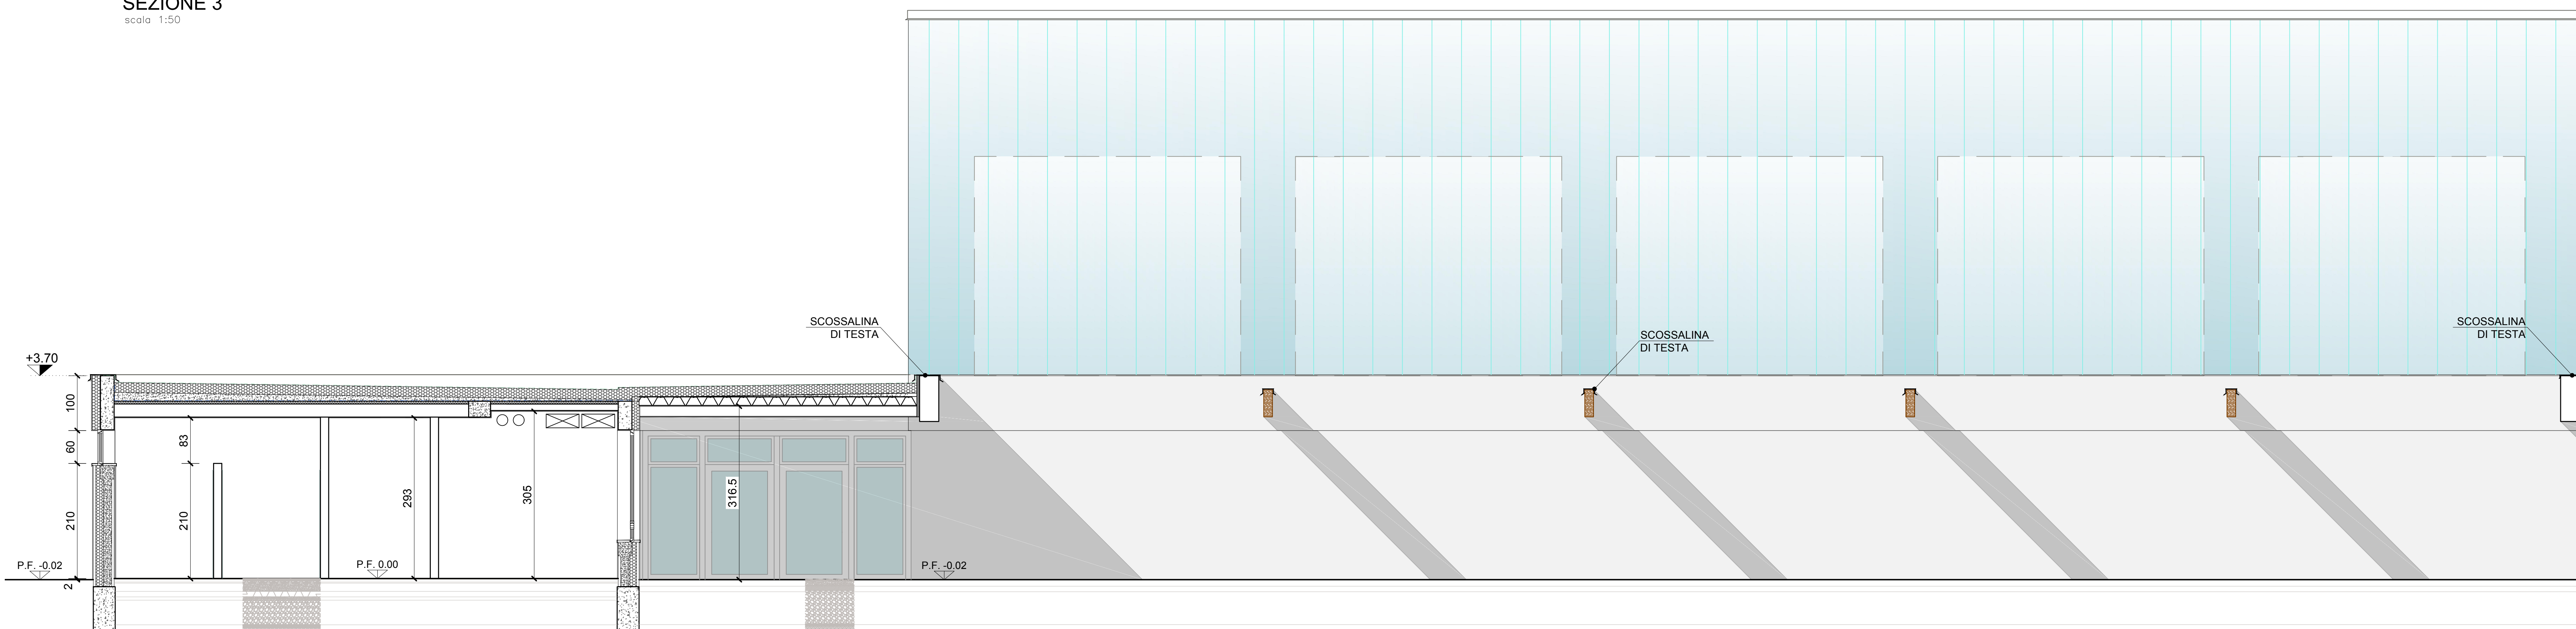 SEZIONE 3
scala 1:50
SCOSSALINA
DI TESTA
SCOSSALINA
DI TESTA
SCOSSALINA
DI TESTA
+3.70
100
60
210
2
83
210
293
305
316.5
P.F. -0.02
P.F. 0.00
P.F. -0.02